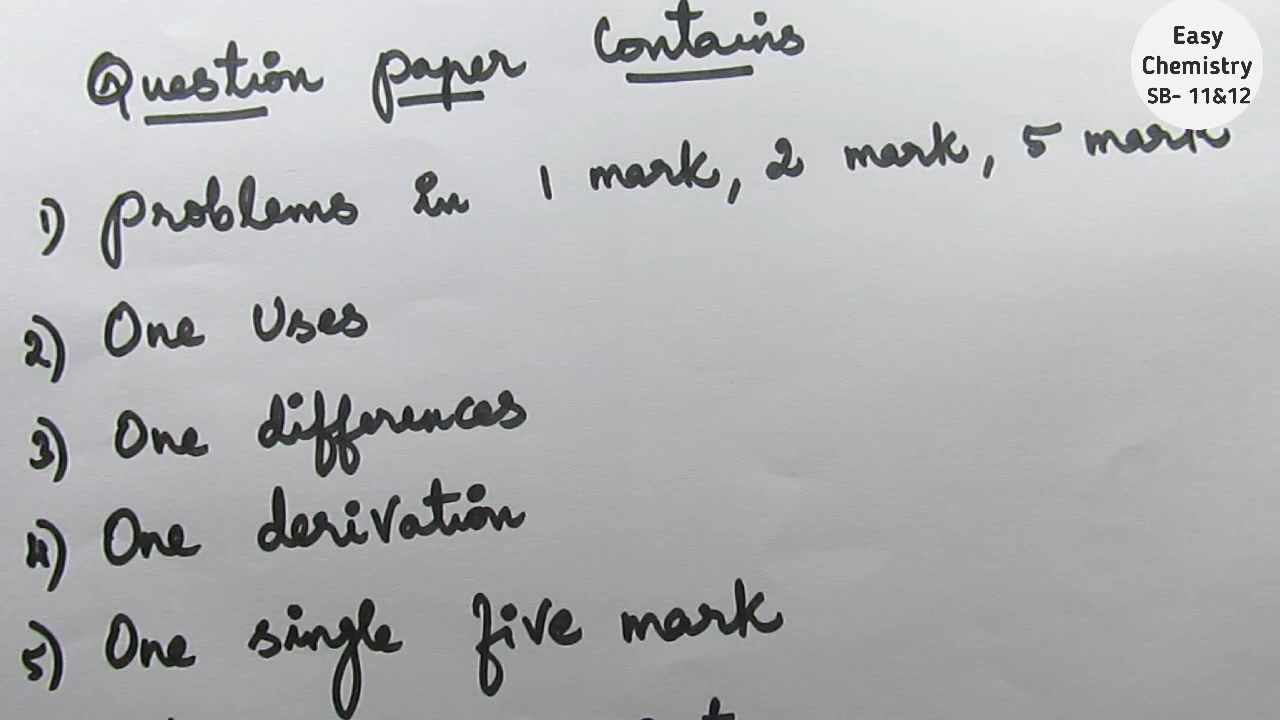 Question paper Contains
Easy
Chemistry
SB- 11&12
1) Problems in 1 mark, 2 mark, 5 mark
2) One Uses
3) One differences
4) One derivation
5) One single five mark